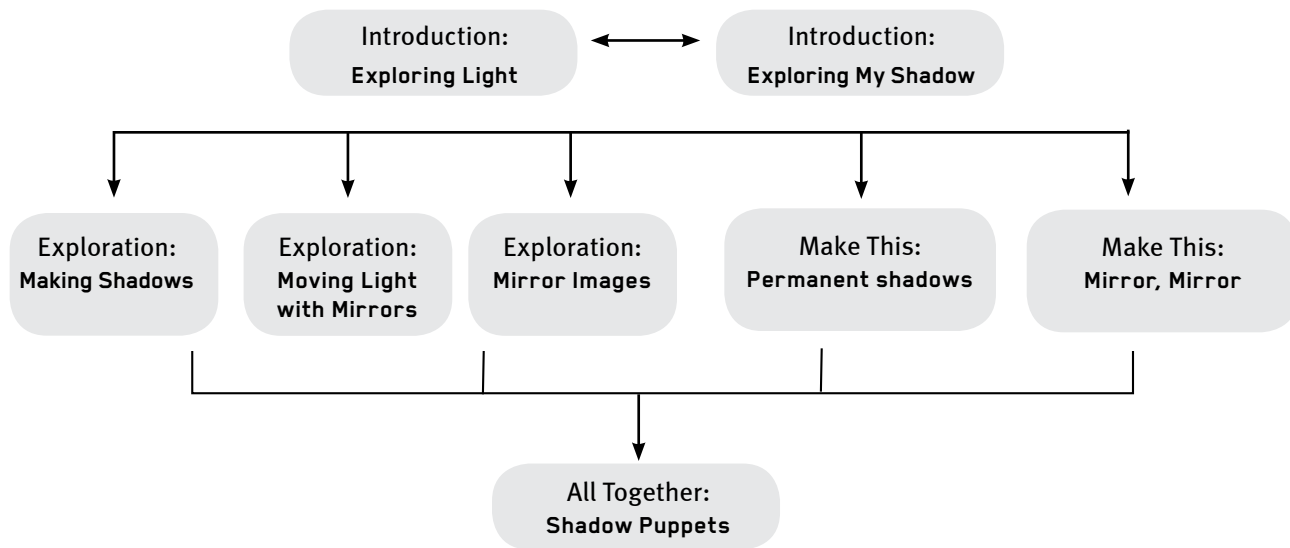 Introduction:
Exploring Light
Introduction:
Exploring My Shadow
Exploration:
Making Shadows
Exploration:
Moving Light
with Mirrors
Exploration:
Mirror Images
Make This:
Permanent shadows
Make This:
Mirror, Mirror
All Together:
Shadow Puppets